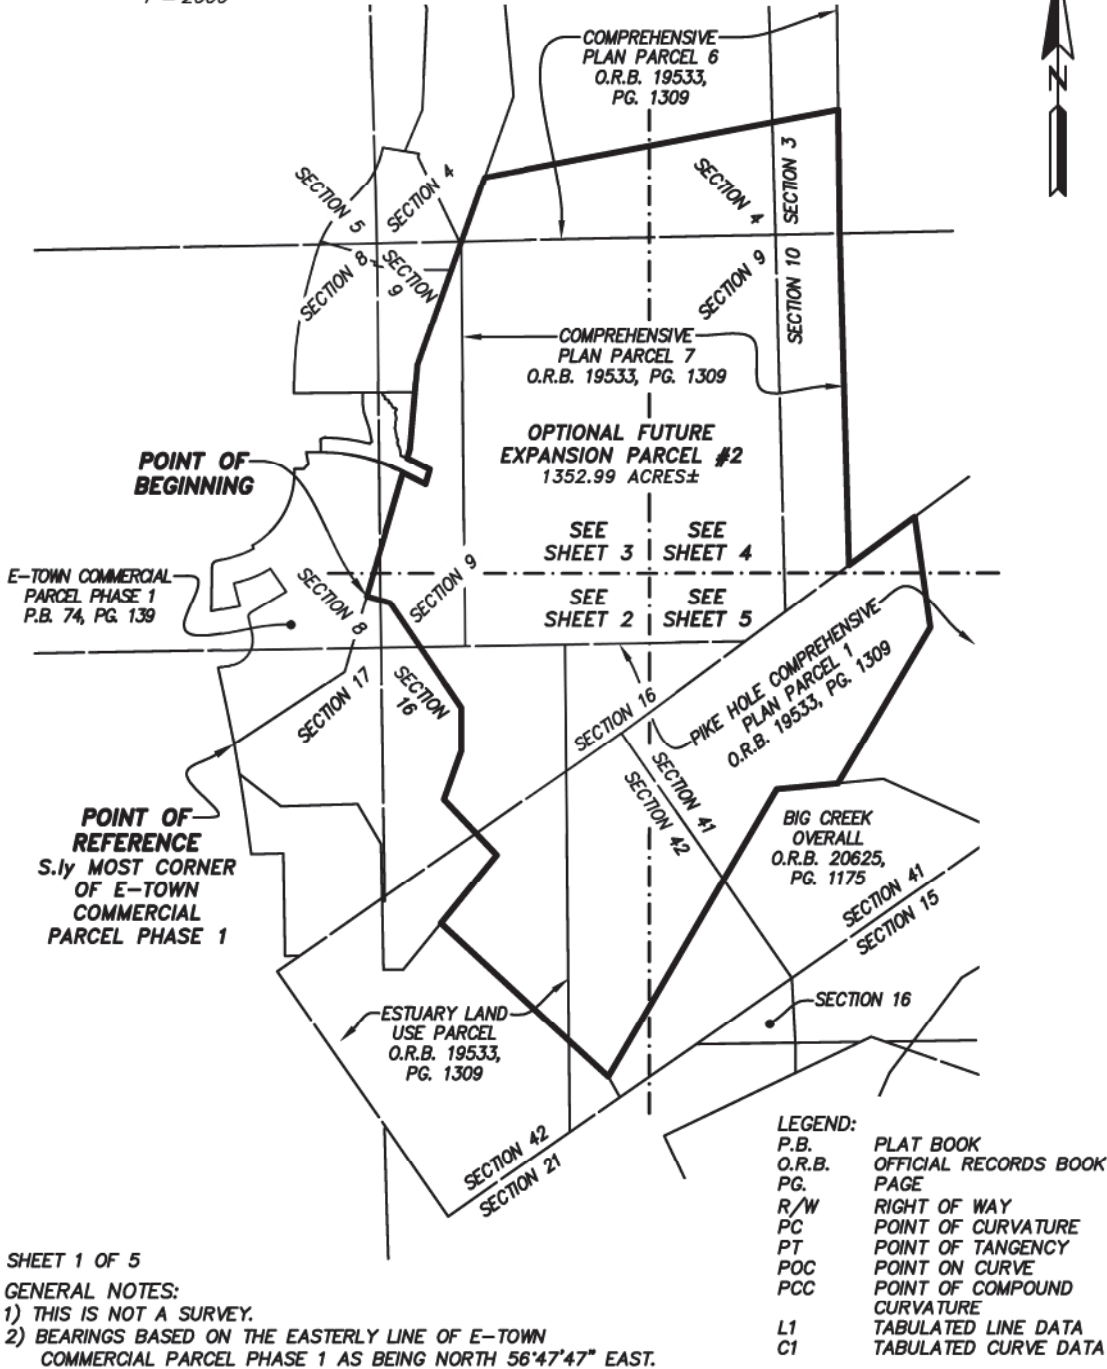 COMPREHENSIVE
PLAN PARCEL 6
O.R.B. 19533,
PG. 1309
N
SECTION 5
SECTION 4
SECTION 4
SECTION 3
SECTION 8
SECTION
9
SECTION 9
SECTION 10
COMPREHENSIVE
PLAN PARCEL 7
O.R.B. 19533, PG. 1309
OPTIONAL FUTURE
EXPANSION PARCEL #2
1352.99 ACRES±
POINT OF
BEGINNING
SEE
SHEET 3
SEE
SHEET 4
SEE
SHEET 2
SEE
SHEET 5
E-TOWN COMMERCIAL
PARCEL PHASE 1
P.B. 74, PG. 139
SECTION 8
SECTION 9
SECTION 17
SECTION
16
SECTION 16
PIKE HOLE COMPREHENSIVE
PLAN PARCEL 1
O.R.B. 19533, PG. 1309
SECTION 41
SECTION 42
POINT OF
REFERENCE
S.ly MOST CORNER
OF E-TOWN
COMMERCIAL
PARCEL PHASE 1
BIG CREEK
OVERALL
O.R.B. 20625,
PG. 1175
SECTION 41
SECTION 15
SECTION 16
ESTUARY LAND
USE PARCEL
O.R.B. 19533,
PG. 1309
SECTION 42
SECTION 21
LEGEND:
P.B. PLAT BOOK
O.R.B. OFFICIAL RECORDS BOOK
PG. PAGE
R/W RIGHT OF WAY
PC POINT OF CURVATURE
PT POINT OF TANGENCY
POC POINT ON CURVE
PCC POINT OF COMPOUND
CURVATURE
L1 TABULATED LINE DATA
C1 TABULATED CURVE DATA
SHEET 1 OF 5
GENERAL NOTES:
1) THIS IS NOT A SURVEY.
2) BEARINGS BASED ON THE EASTERLY LINE OF E-TOWN
COMMERCIAL PARCEL PHASE 1 AS BEING NORTH 56°47'47" EAST.